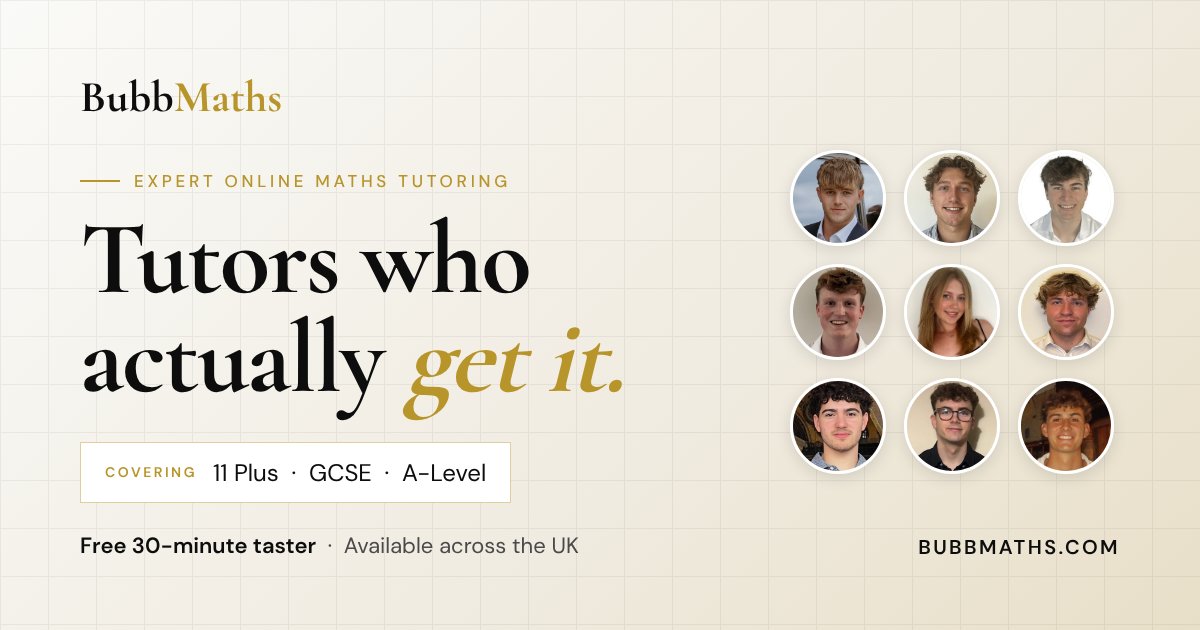 BubbMaths
EXPERT ONLINE MATHS TUTORING
Tutors who
actually get it.
COVERING 11 Plus · GCSE · A-Level
Free 30-minute taster · Available across the UK
BUBBMATHS.COM